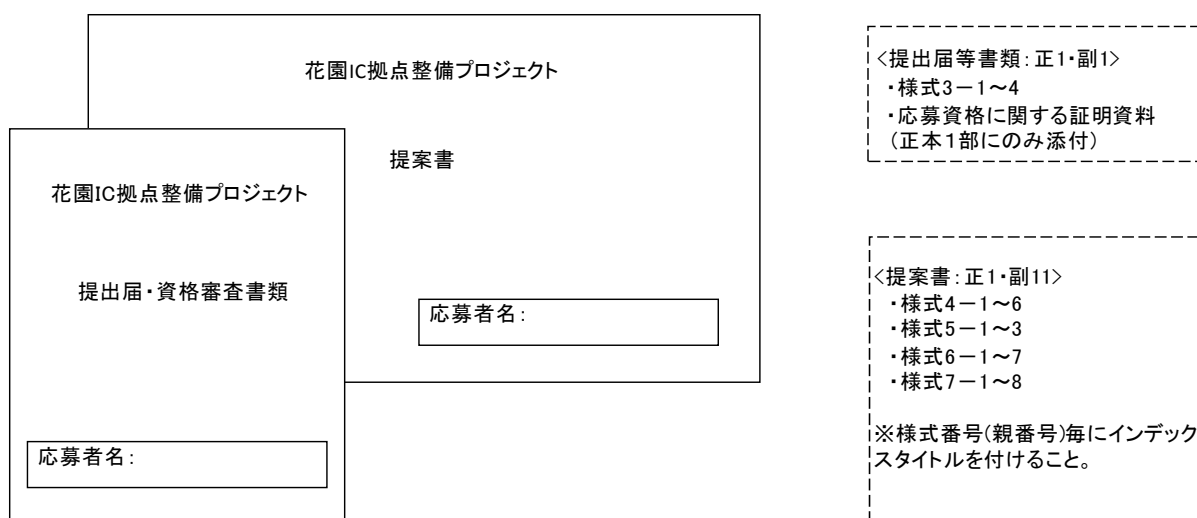 花園IC拠点整備プロジェクト
提案書
応募者名：
花園IC拠点整備プロジェクト
提出届・資格審査書類
応募者名：
<提出届等書類：正1・副1>
・様式3－1～4
・応募資格に関する証明資料
（正本１部にのみ添付）
<提案書：正1・副11>
・様式4－1～6
・様式5－1～3
・様式6－1～7
・様式7－1～8
※様式番号(親番号)毎にインデック
スタイトルを付けること。